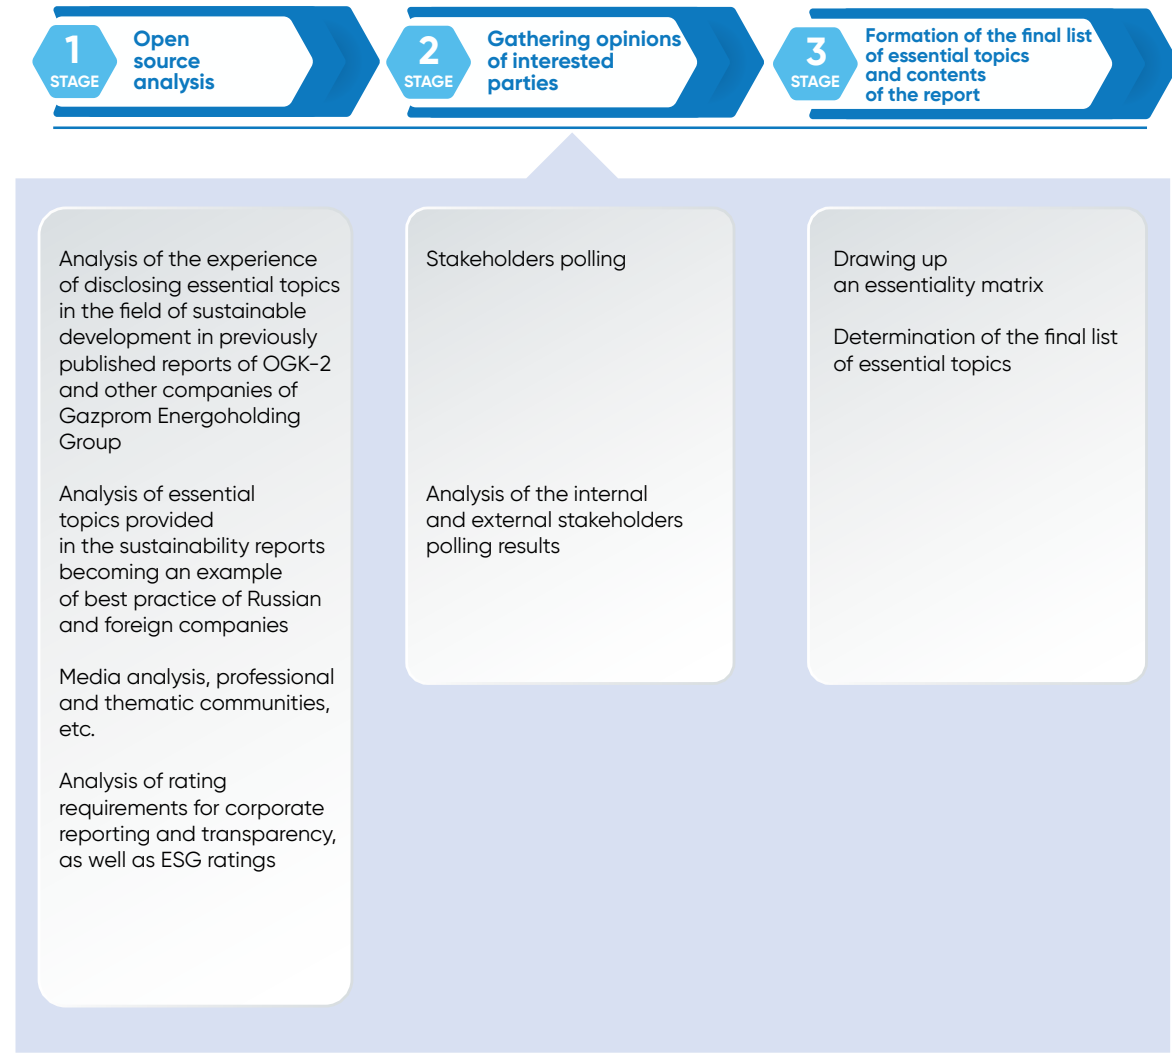 1
STAGE
Open
source
analysis
2
STAGE
Gathering opinions
of interested
parties
3
STAGE
Formation of the final list
of essential topics
and contents
of the report
Analysis of the experience
of disclosing essential topics
in the field of sustainable
development in previously
published reports of OGK-2
and other companies of
Gazprom Energoholding
Group
Analysis of essential
topics provided
in the sustainability reports
becoming an example
of best practice of Russian
and foreign companies
Media analysis, professional
and thematic communities,
etc.
Analysis of rating
requirements for corporate
reporting and transparency,
as well as ESG ratings
Stakeholders polling
Analysis of the internal
and external stakeholders
polling results
Drawing up
an essentiality matrix
Determination of the final list
of essential topics